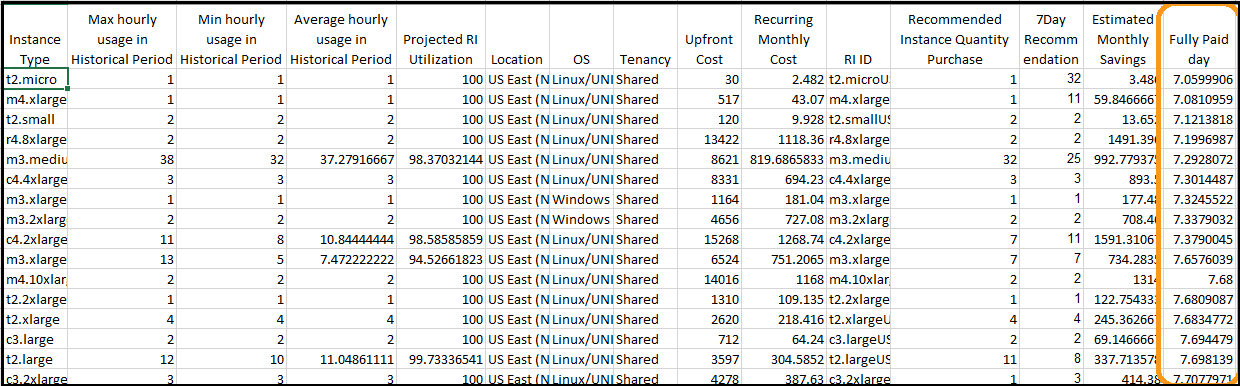 Instance Type Max hourly usage in Historical Period Min hourly usage in Historical Period Average hourly usage in Historical Period Projected RI Utilization Location OS Tenancy Upfront Cost Recurring Monthly Cost RI ID Recommended Instance Quantity Purchase 7Day Recomm endation Estimated Monthly Savings Fully Paid day
t2.micro 1 1 1 100 US East (N Linux/UNI Shared 30 2.482 t2.microU 1 32 3.48 7.0599906
m4.xlarge 1 1 1 100 US East (N Linux/UNI Shared 517 43.07 m4.xlarge 1 11 59.846666 7.0810959
t2.small 2 2 2 100 US East (N Linux/UNI Shared 120 9.928 t2.smallUS 2 2 13.65 7.1213818
r4.8xlarge 2 2 2 100 US East (N Linux/UNI Shared 13422 1118.36 r4.8xlarge 2 2 1491.39 7.1996987
m3.mediu 38 32 37.27916667 98.37032144 US East (N Linux/UNI Shared 8621 819.6865833 m3.mediu 32 25 992.77937 7.2928072
c4.4xlarge 3 3 3 100 US East (N Linux/UNI Shared 8331 694.23 c4.4xlarge 3 3 893. 7.3014487
m3.xlarge 1 1 1 100 US East (N Windows Shared 1164 181.04 m3.xlarge 1 1 177.4 7.3245522
m3.2xlarg 2 2 2 100 US East (N Windows Shared 4656 727.08 m3.2xlarg 2 2 708.4 7.3379032
c4.2xlarge 11 8 10.84444444 98.58585859 US East (N Linux/UNI Shared 15268 1268.74 c4.2xlarge 7 11 1591.3106 7.3790045
m3.xlarge 13 5 7.472222222 94.52661823 US East (N Linux/UNI Shared 6524 751.2065 m3.xlarge 7 7 734.283 7.6576039
m4.10xlar 2 2 2 100 US East (N Linux/UNI Shared 14016 1168 m4.10xlar 2 2 1314 7.68
t2.2xlarge 1 1 1 100 US East (N Linux/UNI Shared 1310 109.135 t2.2xlarge 1 1 122.75433 7.6809087
t2.xlarge 4 4 4 100 US East (N Linux/UNI Shared 2620 218.416 t2.xlargeU 4 4 245.36266 7.6834772
c3.large 2 2 2 100 US East (N Linux/UNI Shared 712 64.24 c3.largeUS 2 2 69.146666 7.694479
t2.large 12 10 11.04861111 99.73336541 US East (N Linux/UNI Shared 3597 304.5852 t2.largeUS 11 8 337.71357 7.698139
c3.2xlarge 3 3 3 100 US East (N Linux/UNI Shared 4278 387.63 c3.2xlarge 1 3 414.3 7.7077971